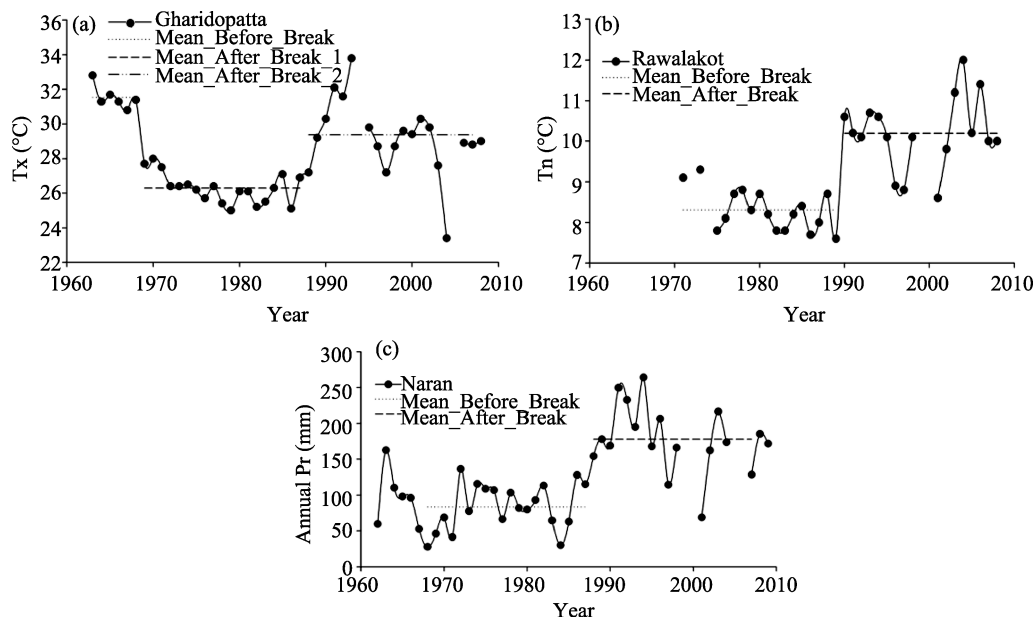 (a)
Gharidopatta
Mean_Before_Break
Mean_After_Break_1
Mean_After_Break_2
Tx (°C)
36
34
32
30
28
26
24
22
1960 1970 1980 1990 2000 2010
Year
(b)
Rawalakot
Mean_Before_Break
Mean_After_Break
Tn (°C)
13
12
11
10
9
8
7
1960 1970 1980 1990 2000 2010
Year
(c)
Naran
Mean_Before_Break
Mean_After_Break
Annual Pr (mm)
300
250
200
150
100
50
0
1960 1970 1980 1990 2000 2010
Year